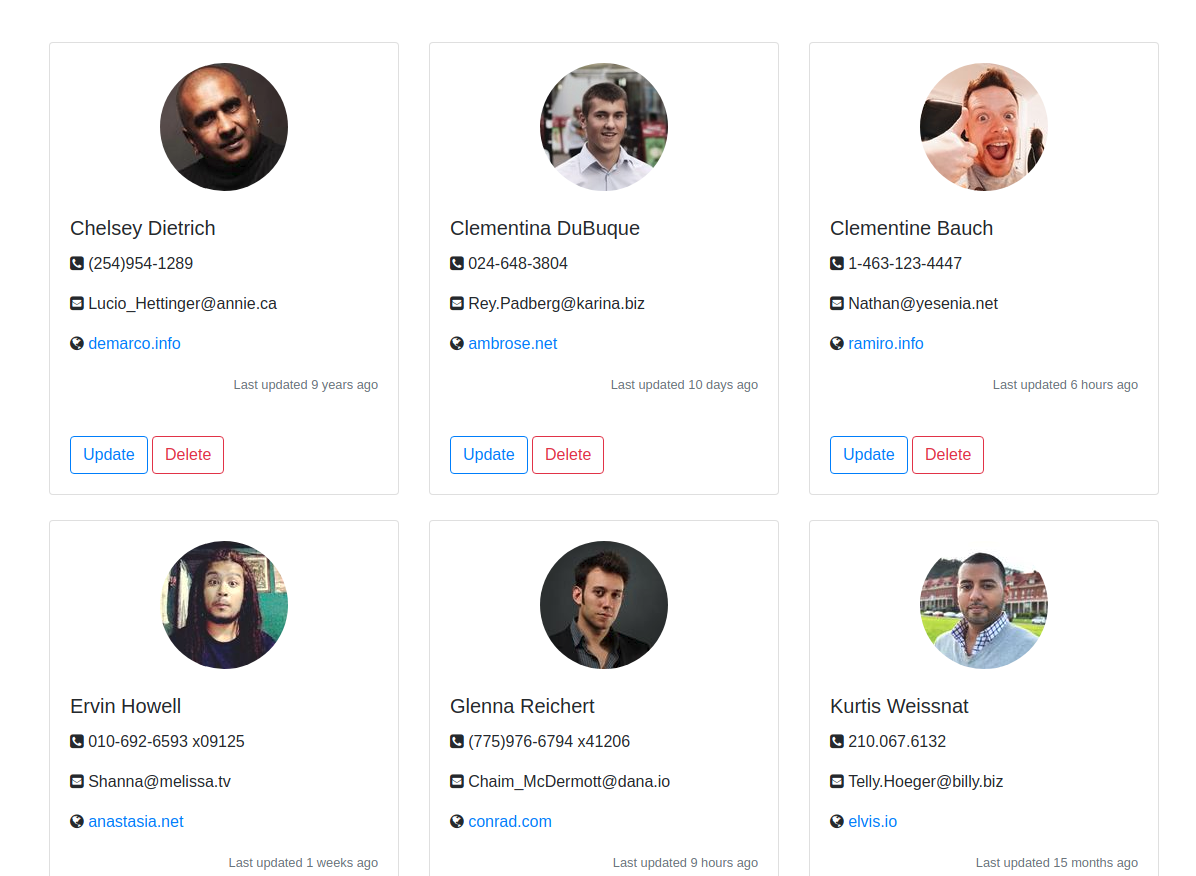 Chelsey Dietrich
(254)954-1289
Lucio_Hettinger@annie.ca
demarco.info
Last updated 9 years ago
Update Delete
Clementina DuBuque
024-648-3804
Rey.Padberg@karina.biz
ambrose.net
Last updated 10 days ago
Update Delete
Clementine Bauch
1-463-123-4447
Nathan@yesenia.net
ramiro.info
Last updated 6 hours ago
Update Delete
Ervin Howell
010-692-6593 x09125
Shanna@melissa.tv
anastasia.net
Last updated 1 weeks ago
Glenna Reichert
(775)976-6794 x41206
Chaim_McDermott@dana.io
conrad.com
Last updated 9 hours ago
Kurtis Weissnat
210.067.6132
Telly.Hoeger@billy.biz
elvis.io
Last updated 15 months ago